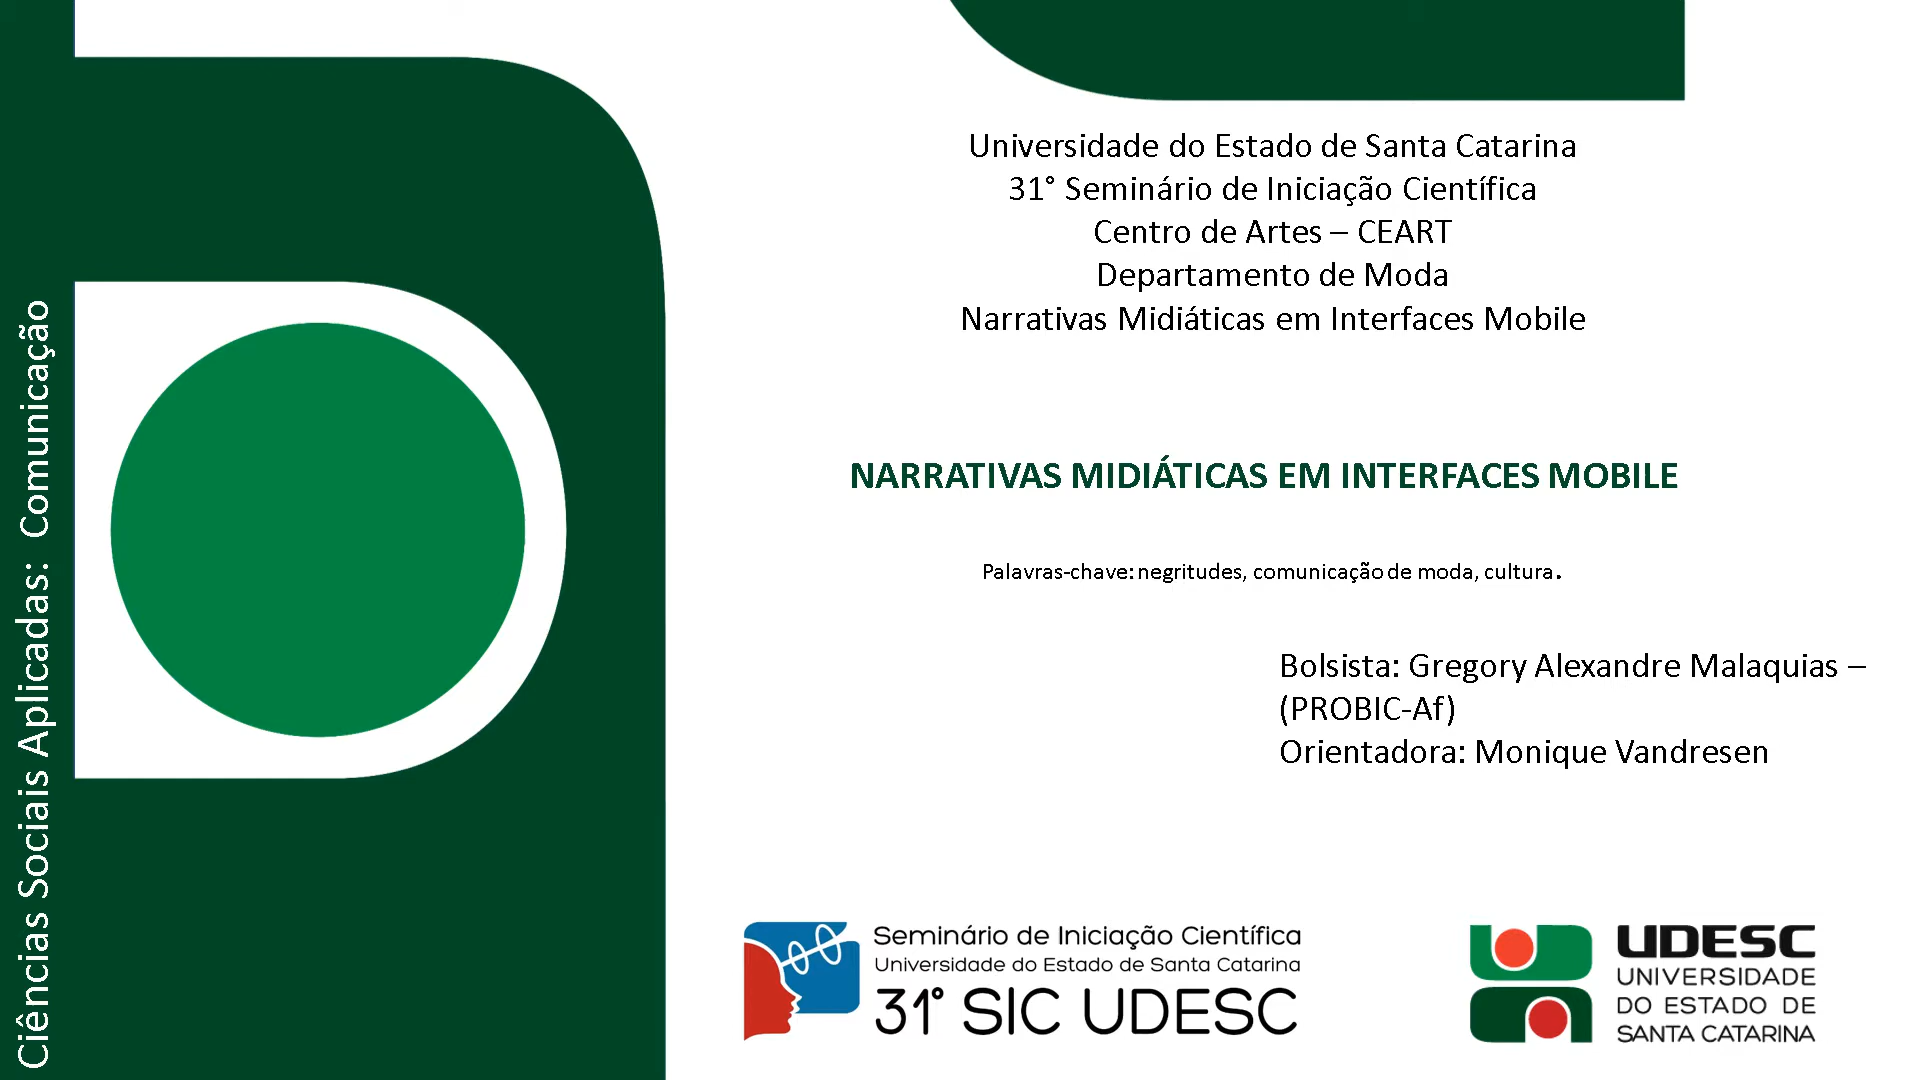 Universidade do Estado de Santa Catarina
31° Seminário de Iniciação Científica
Centro de Artes – CEART
Departamento de Moda
Narrativas Midiáticas em Interfaces Mobile
NARRATIVAS MIDIÁTICAS EM INTERFACES MOBILE
Palavras-chave: negritudes, comunicação de moda, cultura.
Bolsista: Gregory Alexandre Malaquias –
(PROBIC-Af)
Orientadora: Monique Vandresen
Ciências Sociais Aplicadas: Comunicação
Seminário de Iniciação Científica
Universidade do Estado de Santa Catarina
31° SIC UDESC
UDESC
UNIVERSIDADE
DO ESTADO DE
SANTA CATARINA